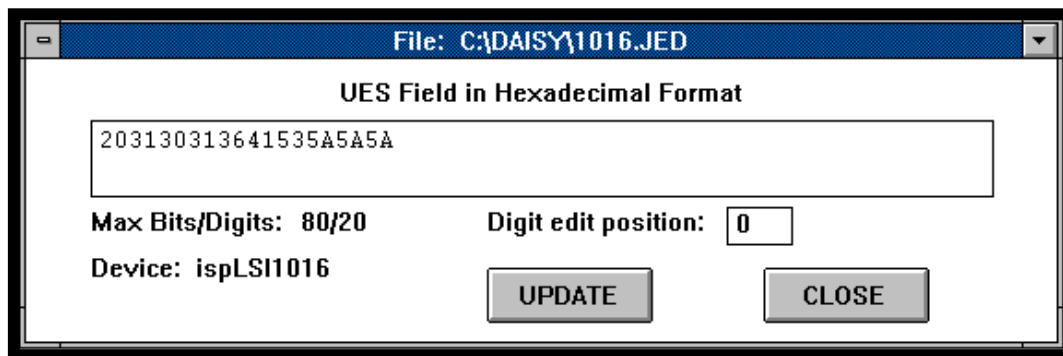 File: C:\DAISY\1016.JED
UES Field in Hexadecimal Format
203130313641535A5A5A
Max Bits/Digits: 80/20 Digit edit position: 0
Device: ispLSI1016
UPDATE CLOSE